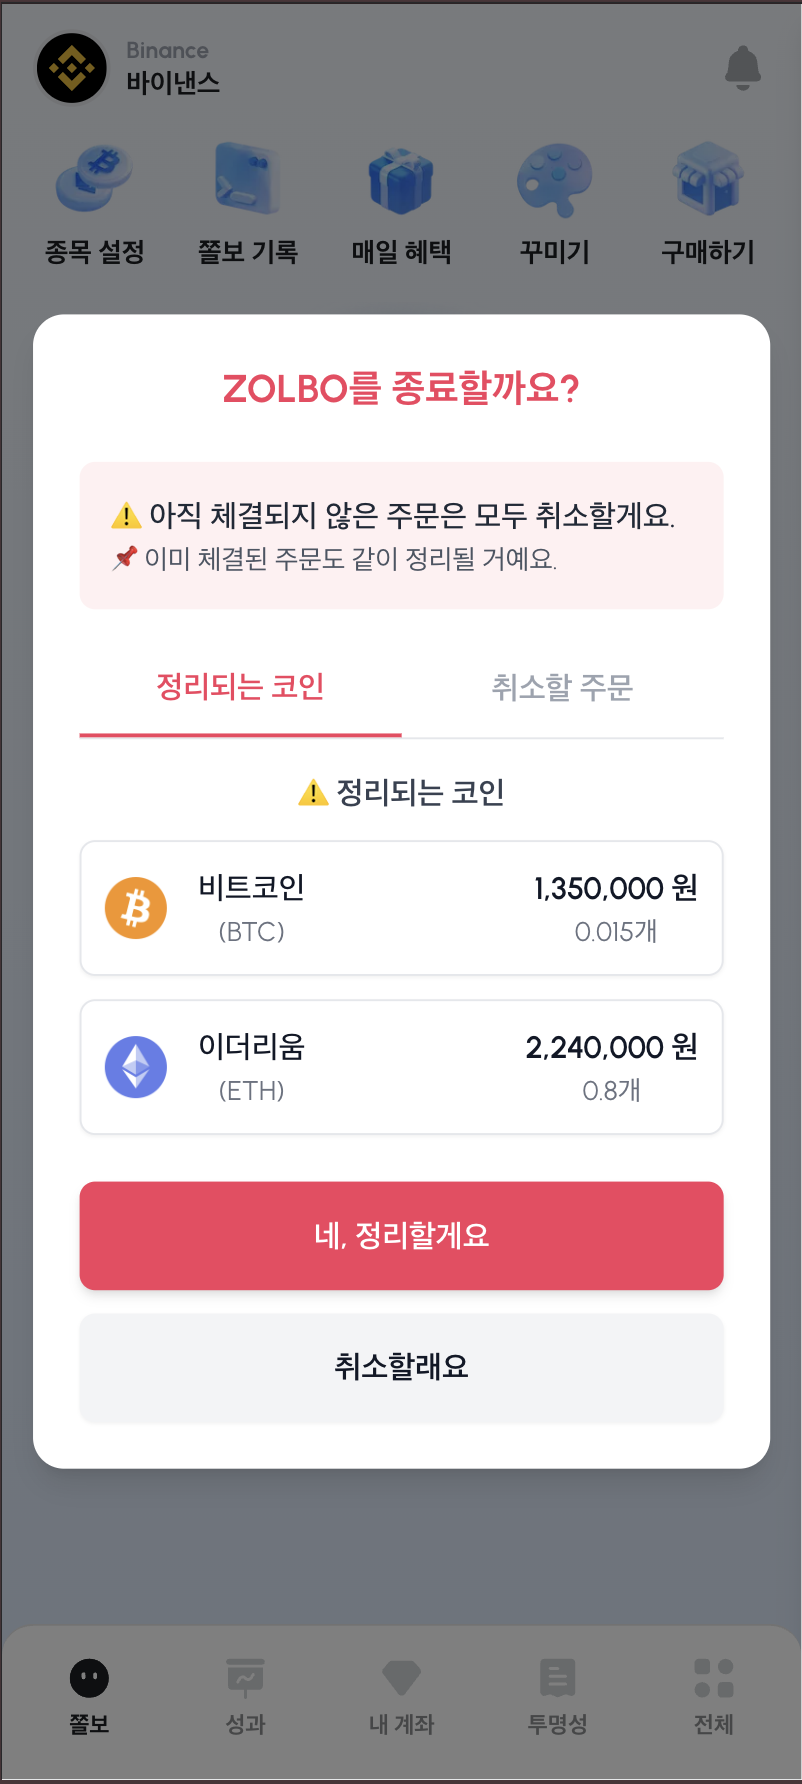 Binance
바이낸스
종목 설정
쫄보 기록
매일 혜택
꾸미기
구매하기
ZOLBO를 종료할까요?
⚠️ 아직 체결되지 않은 주문은 모두 취소할게요.
📌 이미 체결된 주문도 같이 정리될 거예요.
정리되는 코인
취소할 주문
⚠️ 정리되는 코인
비트코인
1,350,000 원
(BTC)
0.015개
이더리움
2,240,000 원
(ETH)
0.8개
네, 정리할게요
취소할래요
쫄보
성과
내 계좌
투명성
전체